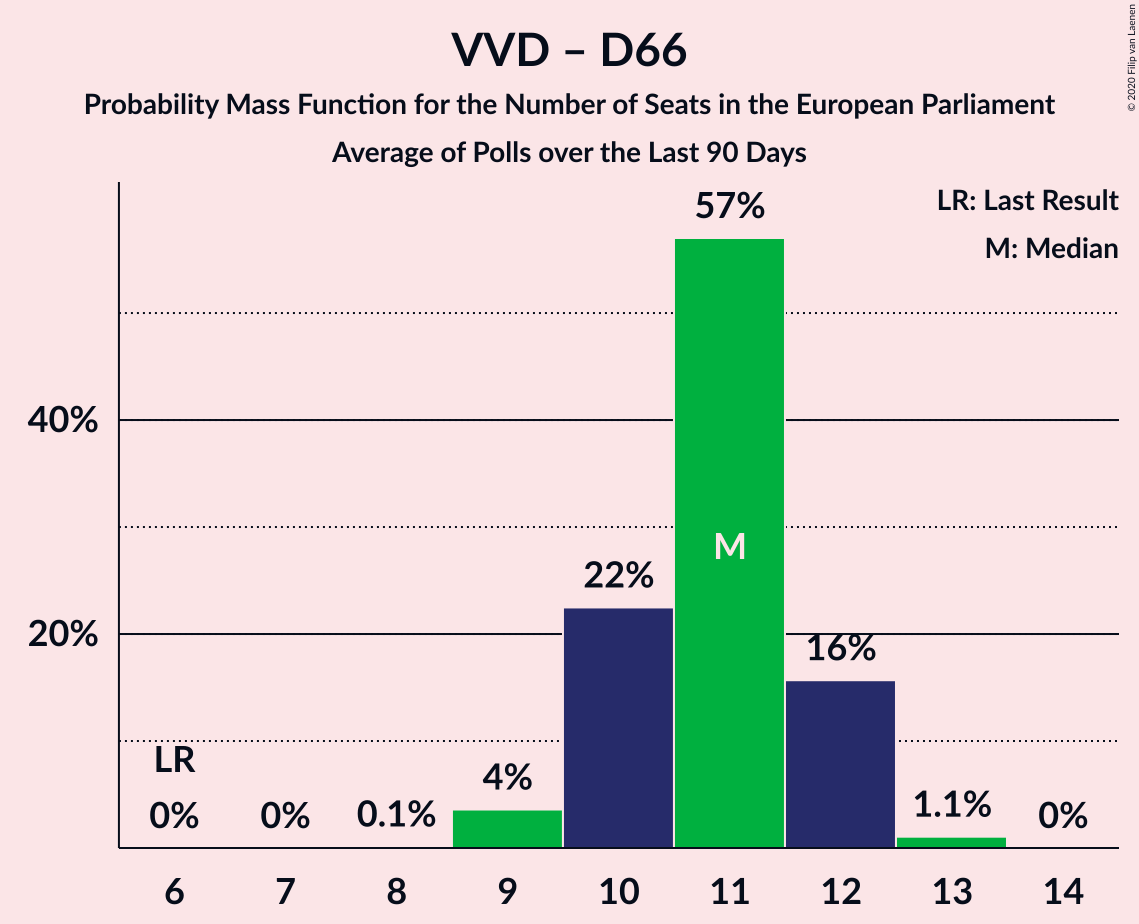 VVD – D66
Probability Mass Function for the Number of Seats in the European Parliament
Average of Polls over the Last 90 Days
© 2020 Filip van Laenen
LR: Last Result
M: Median
57%
40%
M
22%
20%
16%
LR
4%
0% 0% 0.1% 1.1% 0%
6 7 8 9 10 11 12 13 14